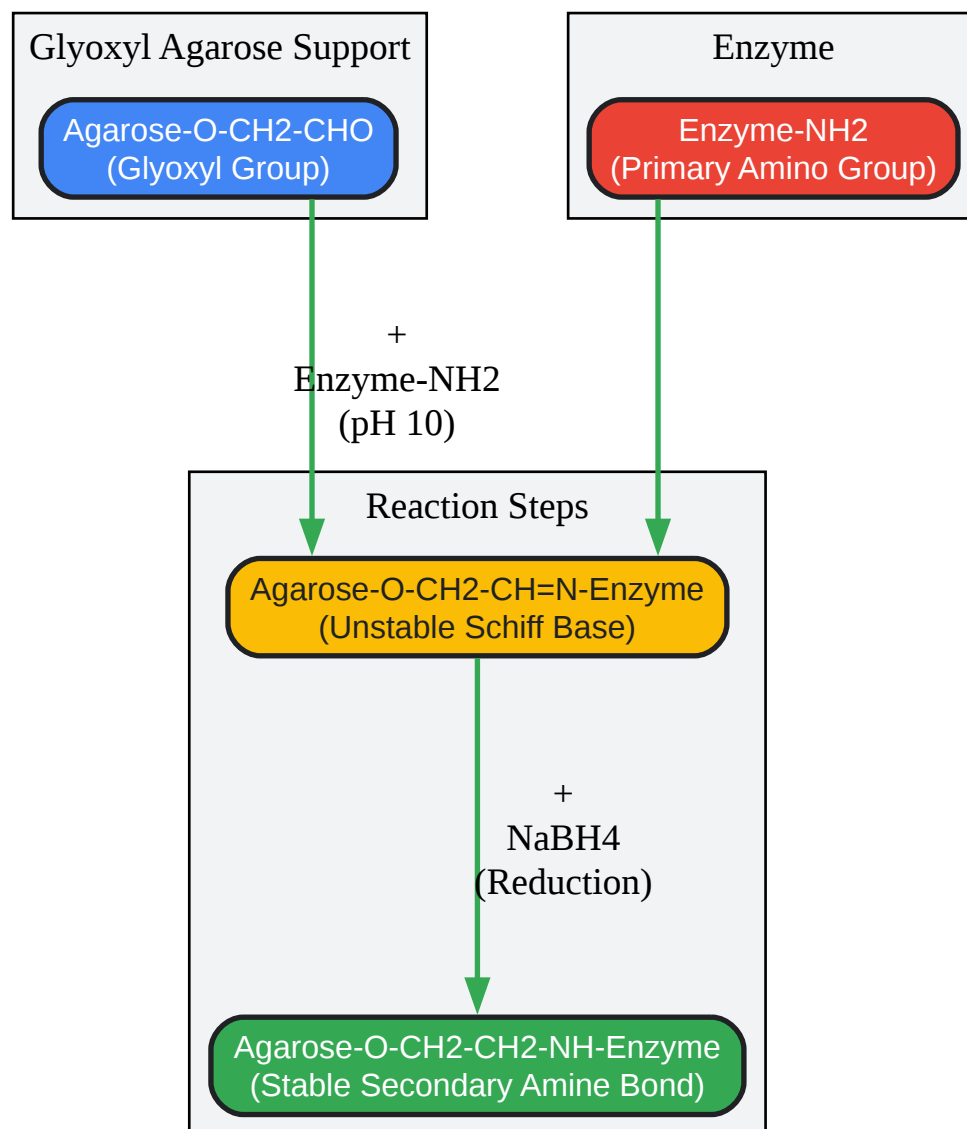 Glyoxyl Agarose Support
Agarose-O-CH2-CHO
(Glyoxyl Group)
Enzyme
Enzyme-NH2
(Primary Amino Group)
+
Enzyme-NH2
(pH 10)
Reaction Steps
Agarose-O-CH2-CH=N-Enzyme
(Unstable Schiff Base)
+
NaBH4
(Reduction)
Agarose-O-CH2-CH2-NH-Enzyme
(Stable Secondary Amine Bond)